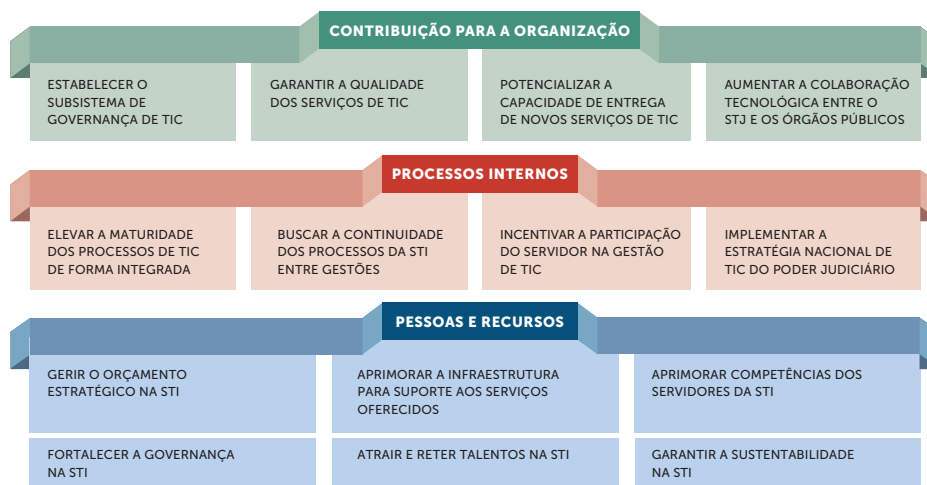 CONTRIBUIÇÃO PARA A ORGANIZAÇÃO
ESTABELECER O
SUBSISTEMA DE
GOVERNANÇA DE TIC
GARANTIR A QUALIDADE
DOS SERVIÇOS DE TIC
POTENCIALIZAR A
CAPACIDADE DE ENTREGA
DE NOVOS SERVIÇOS DE TIC
AUMENTAR A COLABORAÇÃO
TECNOLÓGICA ENTRE O
STJ E OS ÓRGÃOS PÚBLICOS
PROCESSOS INTERNOS
ELEVAR A MATURIDADE
DOS PROCESSOS DE TIC
DE FORMA INTEGRADA
BUSCAR A CONTINUIDADE
DOS PROCESSOS DA STI
ENTRE GESTÕES
INCENTIVAR A PARTICIPAÇÃO
DO SERVIDOR NA GESTÃO
DE TIC
IMPLEMENTAR A
ESTRATÉGIA NACIONAL DE
TIC DO PODER JUDICIÁRIO
PESSOAS E RECURSOS
GERIR O ORÇAMENTO
ESTRATÉGICO NA STI
APRIMORAR A INFRAESTRUTURA
PARA SUPORTE AOS SERVIÇOS
OFERECIDOS
APRIMORAR COMPETÊNCIAS DOS
SERVIDORES DA STI
FORTALECER A GOVERNANÇA
NA STI
ATRAIR E RETER TALENTOS NA STI
GARANTIR A SUSTENTABILIDADE
NA STI